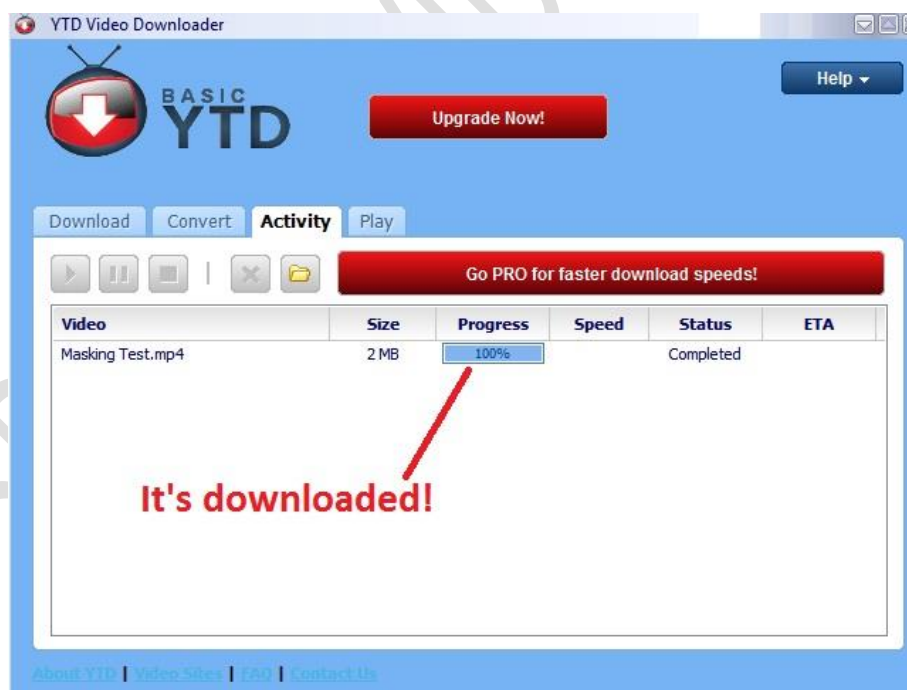 YTD Video Downloader
BASIC
YTD
Upgrade Now!
Help
Download Convert Activity Play
Go PRO for faster download speeds!
Video Size Progress Speed Status ETA
Masking Test.mp4 2 MB 100% Completed
It's downloaded!
About YTD | Video Sites | FAQ | Contact Us